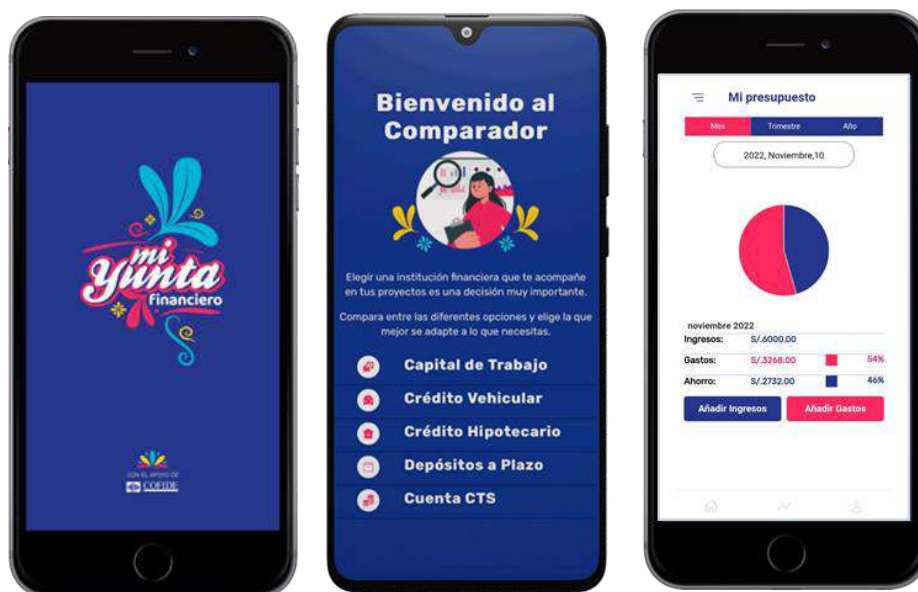 mi
Yunta
financiero
CON EL APOYO DE
COFIDE
Bienvenido al
Comparador
Elegir una institución financiera que te acompañe
en tus proyectos es una decisión muy importante.
Compara entre las diferentes opciones y elige la que
mejor se adapte a lo que necesitas.
Capital de Trabajo
Crédito Vehicular
Crédito Hipotecario
Depósitos a Plazo
Cuenta CTS
Mi presupuesto
Mes Trimestre Año
2022, Noviembre,10
noviembre 2022
Ingresos: S/.6000.00
Gastos: S/.3268.00 54%
Ahorro: S/.2732.00 46%
Añadir Ingresos Añadir Gastos